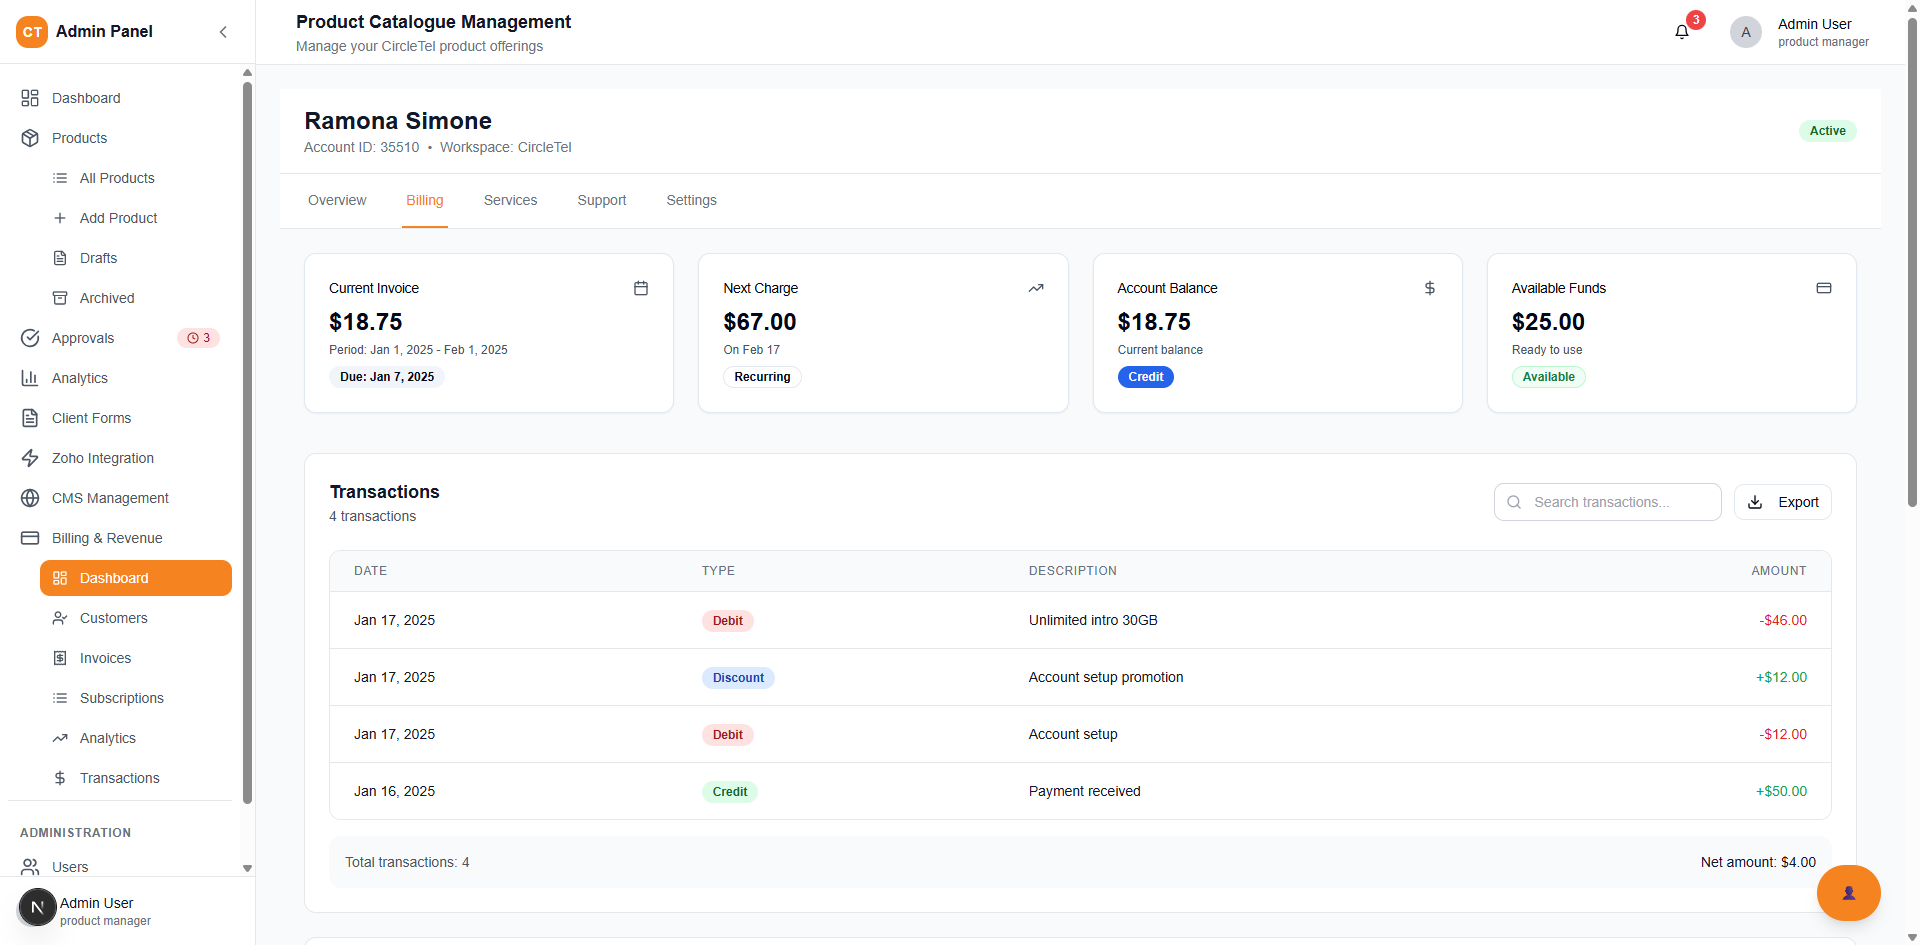 CT Admin Panel
Dashboard
Products
All Products
Add Product
Drafts
Archived
Approvals 3
Analytics
Client Forms
Zoho Integration
CMS Management
Billing & Revenue
Dashboard
Customers
Invoices
Subscriptions
Analytics
Transactions
ADMINISTRATION
Users
N Admin User
product manager
Product Catalogue Management
Manage your CircleTel product offerings
3
A Admin User
product manager
Ramona Simone
Account ID: 35510 • Workspace: CircleTel
Active
Overview Billing Services Support Settings
Current Invoice
$18.75
Period: Jan 1, 2025 - Feb 1, 2025
Due: Jan 7, 2025
Next Charge
$67.00
On Feb 17
Recurring
Account Balance
$18.75
Current balance
Credit
Available Funds
$25.00
Ready to use
Available
Transactions
4 transactions
Search transactions...
Export
DATE TYPE DESCRIPTION AMOUNT
Jan 17, 2025 Debit Unlimited intro 30GB -$46.00
Jan 17, 2025 Discount Account setup promotion +$12.00
Jan 17, 2025 Debit Account setup -$12.00
Jan 16, 2025 Credit Payment received +$50.00
Total transactions: 4 Net amount: $4.00